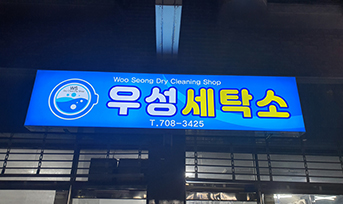 Woo Seong Dry Cleaning Shop
우성세탁소
T.708-3425